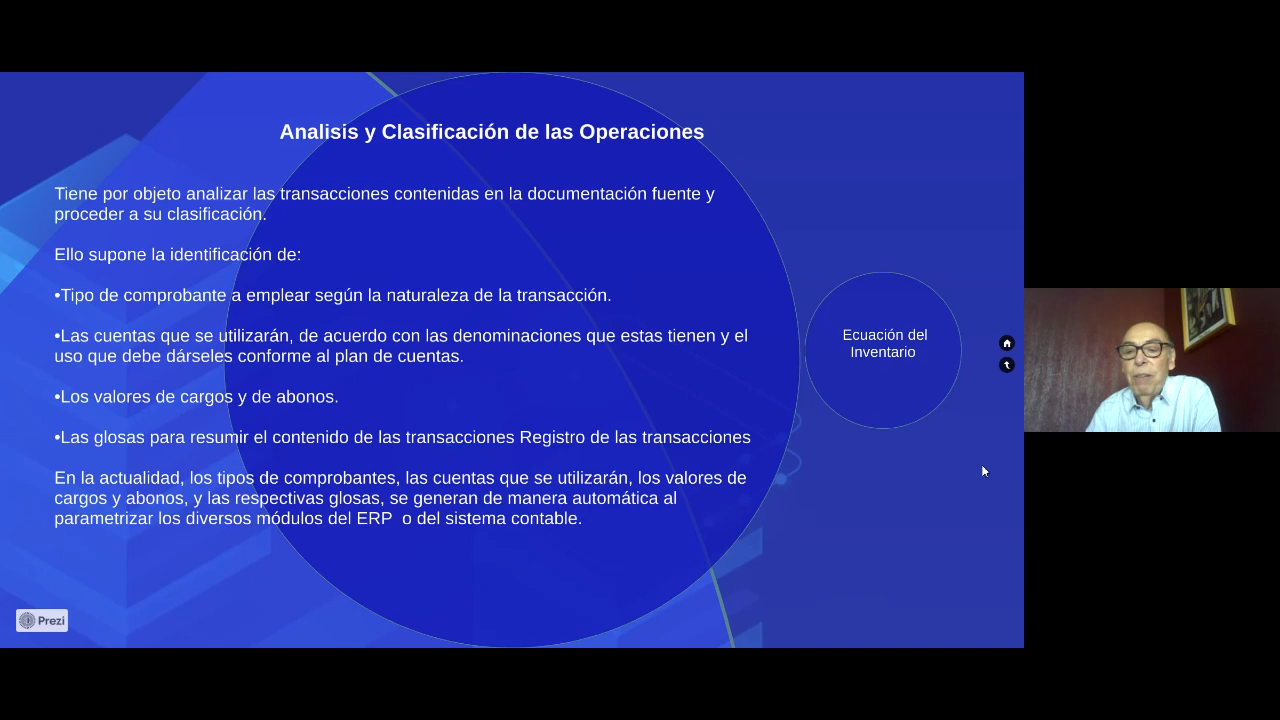 Analisis y Clasificación de las Operaciones
Tiene por objeto analizar las transacciones contenidas en la documentación fuente y
proceder a su clasificación.
Ello supone la identificación de:
•Tipo de comprobante a emplear según la naturaleza de la transacción.
•Las cuentas que se utilizarán, de acuerdo con las denominaciones que estas tienen y el
uso que debe dárseles conforme al plan de cuentas.
•Los valores de cargos y de abonos.
•Las glosas para resumir el contenido de las transacciones Registro de las transacciones
En la actualidad, los tipos de comprobantes, las cuentas que se utilizarán, los valores de
cargos y abonos, y las respectivas glosas, se generan de manera automática al
parametrizar los diversos módulos del ERP  o del sistema contable.
Ecuación del
Inventario
Prezi